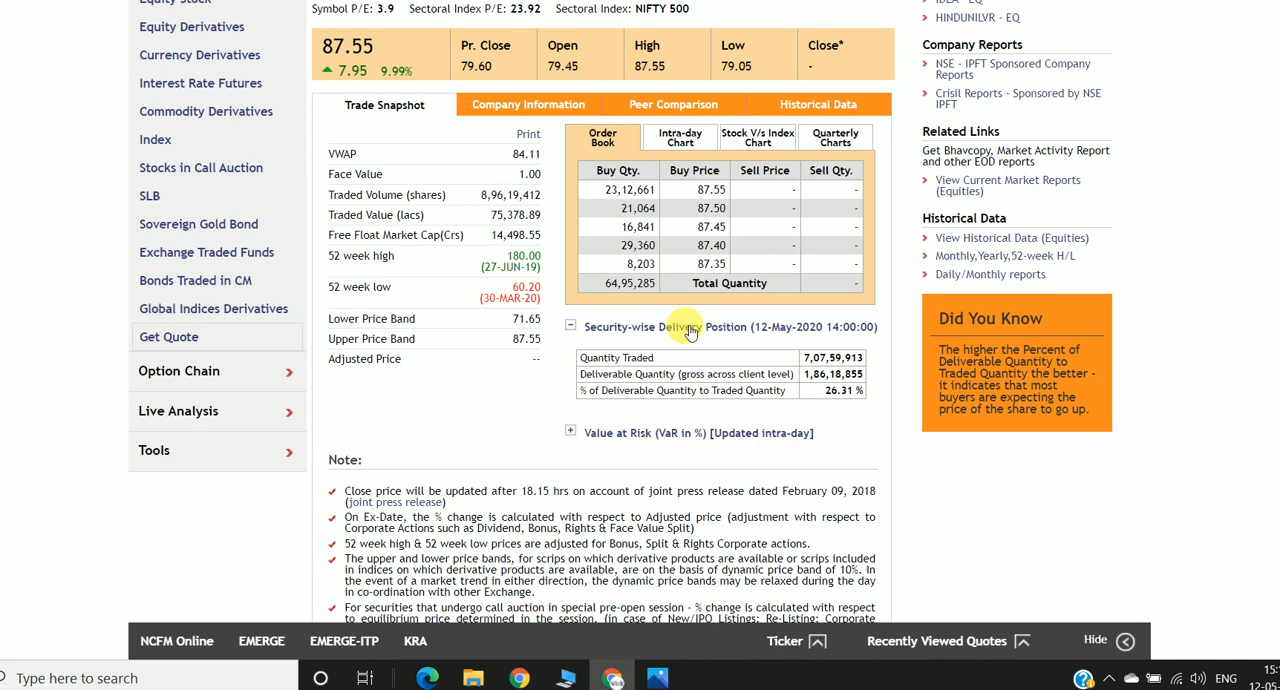 Equity Stock
Equity Derivatives
Currency Derivatives
Interest Rate Futures
Commodity Derivatives
Index
Stocks in Call Auction
SLB
Sovereign Gold Bond
Exchange Traded Funds
Bonds Traded in CM
Global Indices Derivatives
Get Quote
Option Chain
Live Analysis
Tools
Symbol P/E: 3.9 Sectoral Index P/E: 23.92 Sectoral Index: NIFTY 500
87.55 Pr. Close Open High Low Close*
7.95 9.99% 79.60 79.45 87.55 79.05 -
Trade Snapshot Company Information Peer Comparison Historical Data
Print
VWAP 84.11
Face Value 1.00
Traded Volume (shares) 8,96,19,412
Traded Value (lacs) 75,378.89
Free Float Market Cap(Crs) 14,498.55
52 week high 180.00
(27-JUN-19)
52 week low 60.20
(30-MAR-20)
Lower Price Band 71.65
Upper Price Band 87.55
Adjusted Price --
Order Book Intra-day Chart Stock V/s Index Chart Quarterly Charts
Buy Qty. Buy Price Sell Price Sell Qty.
23,12,661 87.55 - -
21,064 87.50 - -
16,841 87.45 - -
29,360 87.40 - -
8,203 87.35 - -
64,95,285 Total Quantity -
Security-wise Delivery Position (12-May-2020 14:00:00)
Quantity Traded 7,07,59,913
Deliverable Quantity (gross across client level) 1,86,18,855
% of Deliverable Quantity to Traded Quantity 26.31 %
Value at Risk (VaR in %) [Updated intra-day]
Note:
Close price will be updated after 18.15 hrs on account of joint press release dated February 09, 2018
(joint press release)
On Ex-Date, the % change is calculated with respect to Adjusted price (adjustment with respect to
Corporate Actions such as Dividend, Bonus, Rights & Face Value Split)
52 week high & 52 week low prices are adjusted for Bonus, Split & Rights Corporate actions.
The upper and lower price bands, for scrips on which derivative products are available or scrips included
in indices on which derivative products are available, are on the basis of dynamic price band of 10%. In
the event of a market trend in either direction, the dynamic price bands may be relaxed during the day
in co-ordination with other Exchange.
For securities that undergo call auction in special pre-open session - % change is calculated with respect
to equilibrium price determined in the session. (in case of New/IPO Listings; Re-Listing; Corporate
IDEA - EQ
HINDUNILVR - EQ
Company Reports
NSE - IPFT Sponsored Company
Reports
Crisil Reports - Sponsored by NSE
IPFT
Related Links
Get Bhavcopy, Market Activity Report
and other EOD reports
View Current Market Reports
(Equities)
Historical Data
View Historical Data (Equities)
Monthly,Yearly,52-week H/L
Daily/Monthly reports
Did You Know
The higher the Percent of
Deliverable Quantity to
Traded Quantity the better -
it indicates that most
buyers are expecting the
price of the share to go up.
NCFM Online EMERGE EMERGE-ITP KRA Ticker Recently Viewed Quotes Hide
Type here to search
ENG